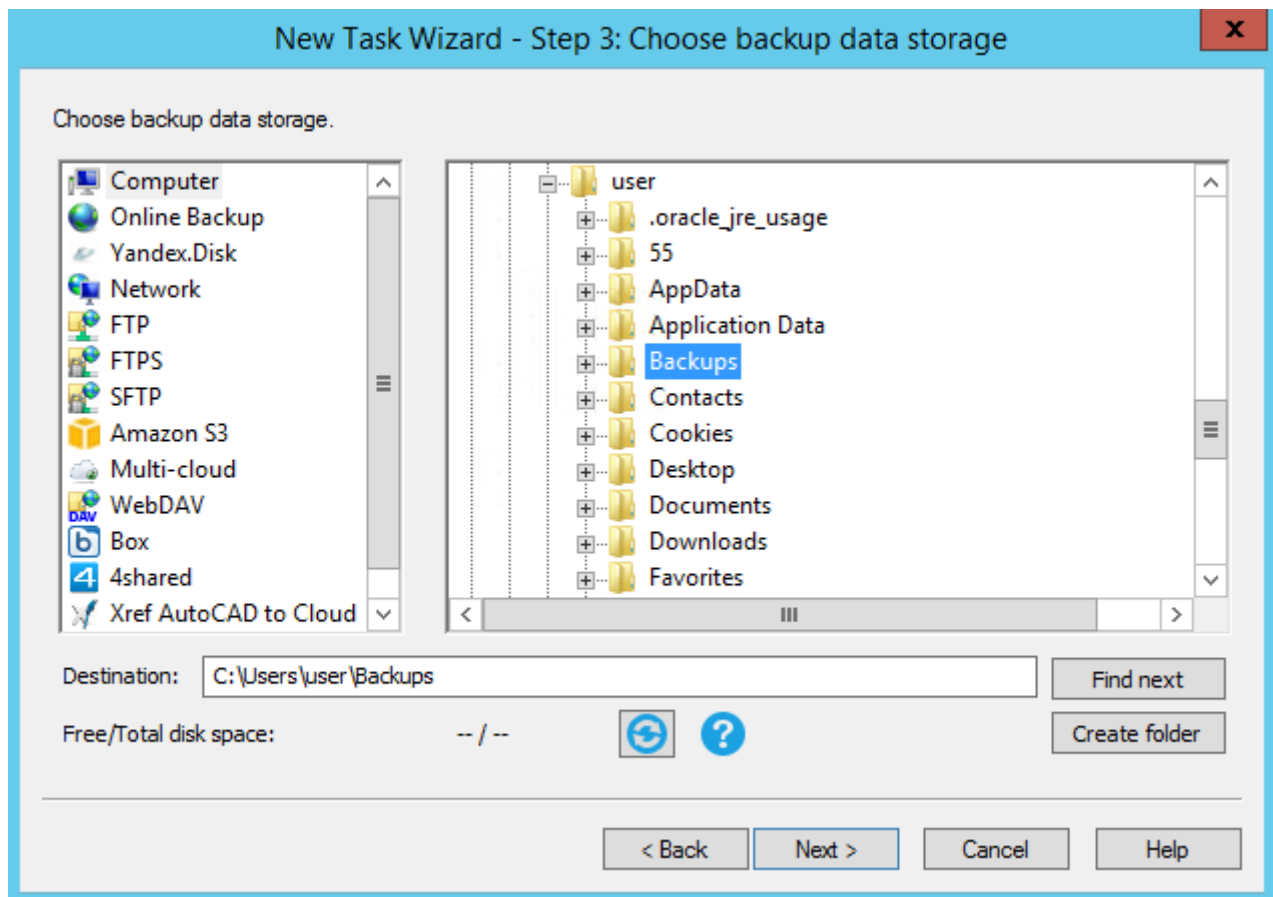 New Task Wizard - Step 3: Choose backup data storage
x
Choose backup data storage.
Computer
Online Backup
Yandex.Disk
Network
FTP
FTPS
SFTP
Amazon S3
Multi-cloud
DAV
WebDAV
b
Box
4
4shared
Xref AutoCAD to Cloud
user
.oracle_jre_usage
55
AppData
Application Data
Backups
Contacts
Cookies
Desktop
Documents
Downloads
Favorites
Destination: C:\Users\user\Backups
Find next
Free/Total disk space: -- / --
?
Create folder
< Back
Next >
Cancel
Help